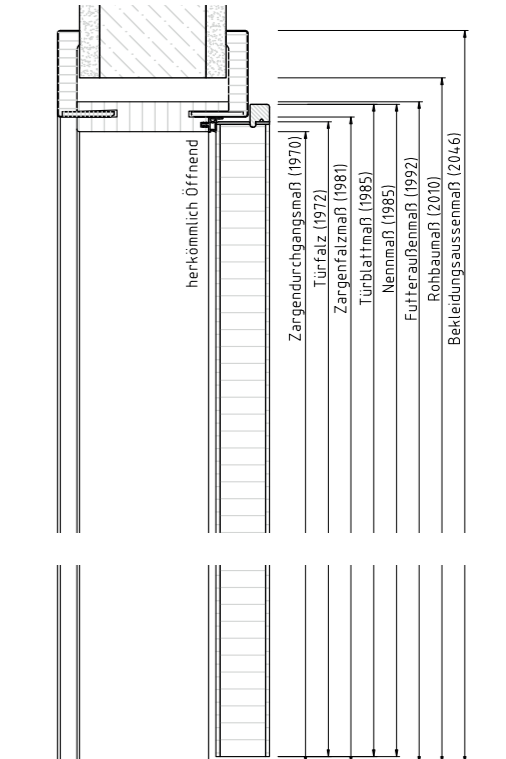 herkömmlich Öffnend
Zargendurchgangsmaß (1970)
Türfalz (1972)
Zargenfalzmaß (1981)
Türblattmaß (1985)
Nennmaß (1985)
Futteraußenmaß (1992)
Rohbaumaß (2010)
Bekleidungsaussenmaß (2046)